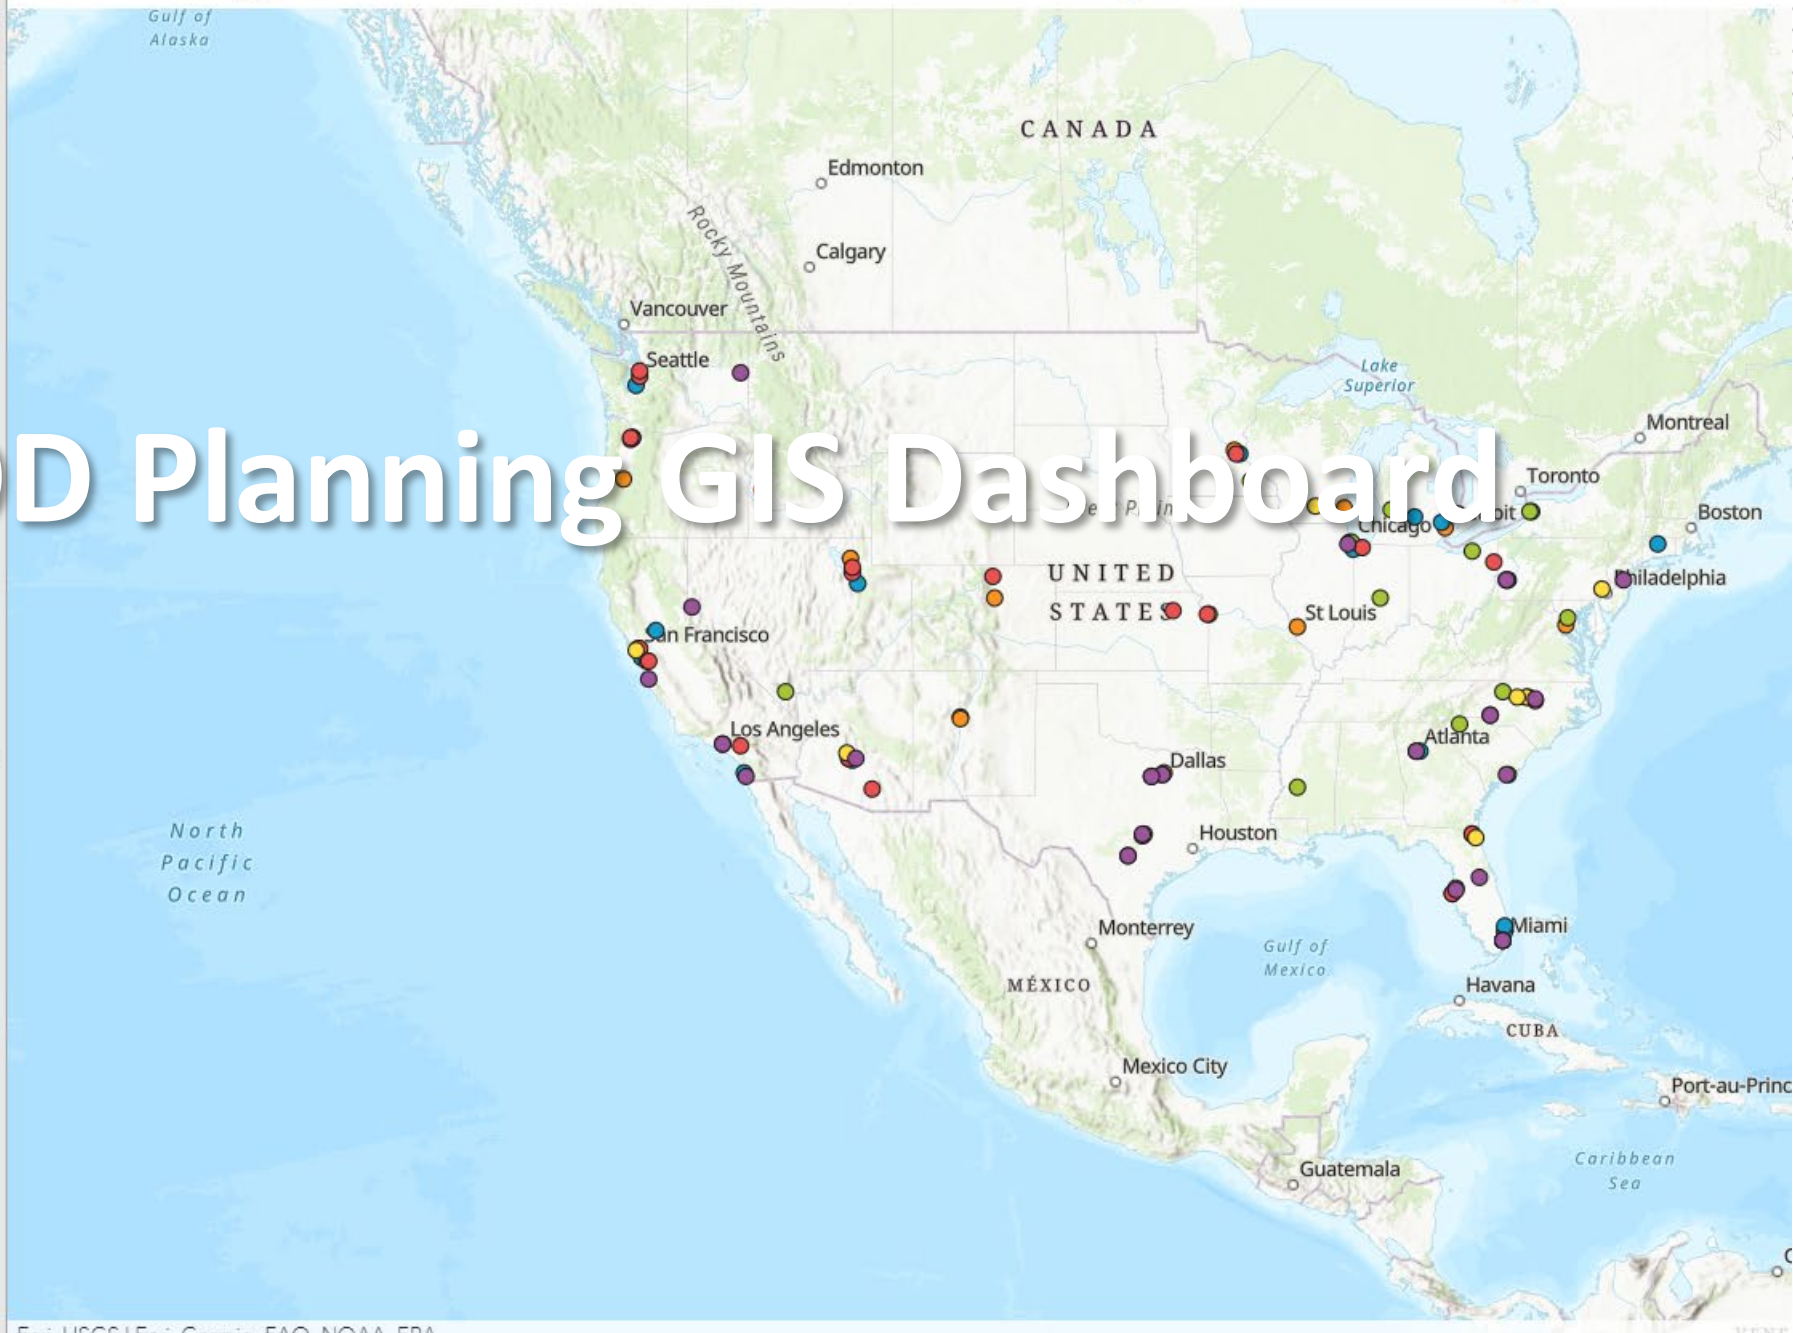 Gulf of
Alaska
CANADA
Edmonton
Calgary
Rocky Mountains
Vancouver
Seattle
Lake
Superior
Montreal
D Planning GIS Dashboard
Toronto
Boston
Chicago
UNITED
STATES
Philadelphia
St Louis
San Francisco
Los Angeles
Atlanta
Dallas
North
Pacific
Ocean
Houston
Monterrey
Miami
Gulf of
Mexico
MÉXICO
Havana
CUBA
Mexico City
Port-au-Princ
Caribbean
Sea
Guatemala